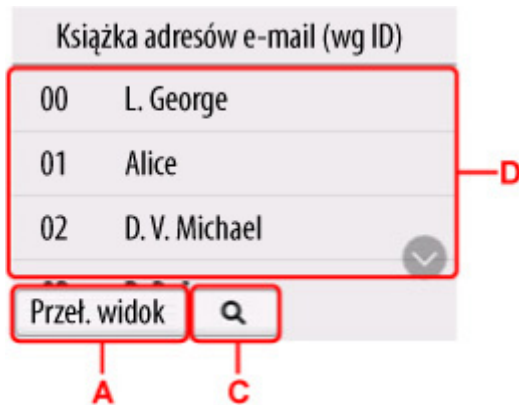 Książka adresów e-mail (wg ID)
00 L. George
01 Alice
02 D. V. Michael
D
Przeł. widok
A C